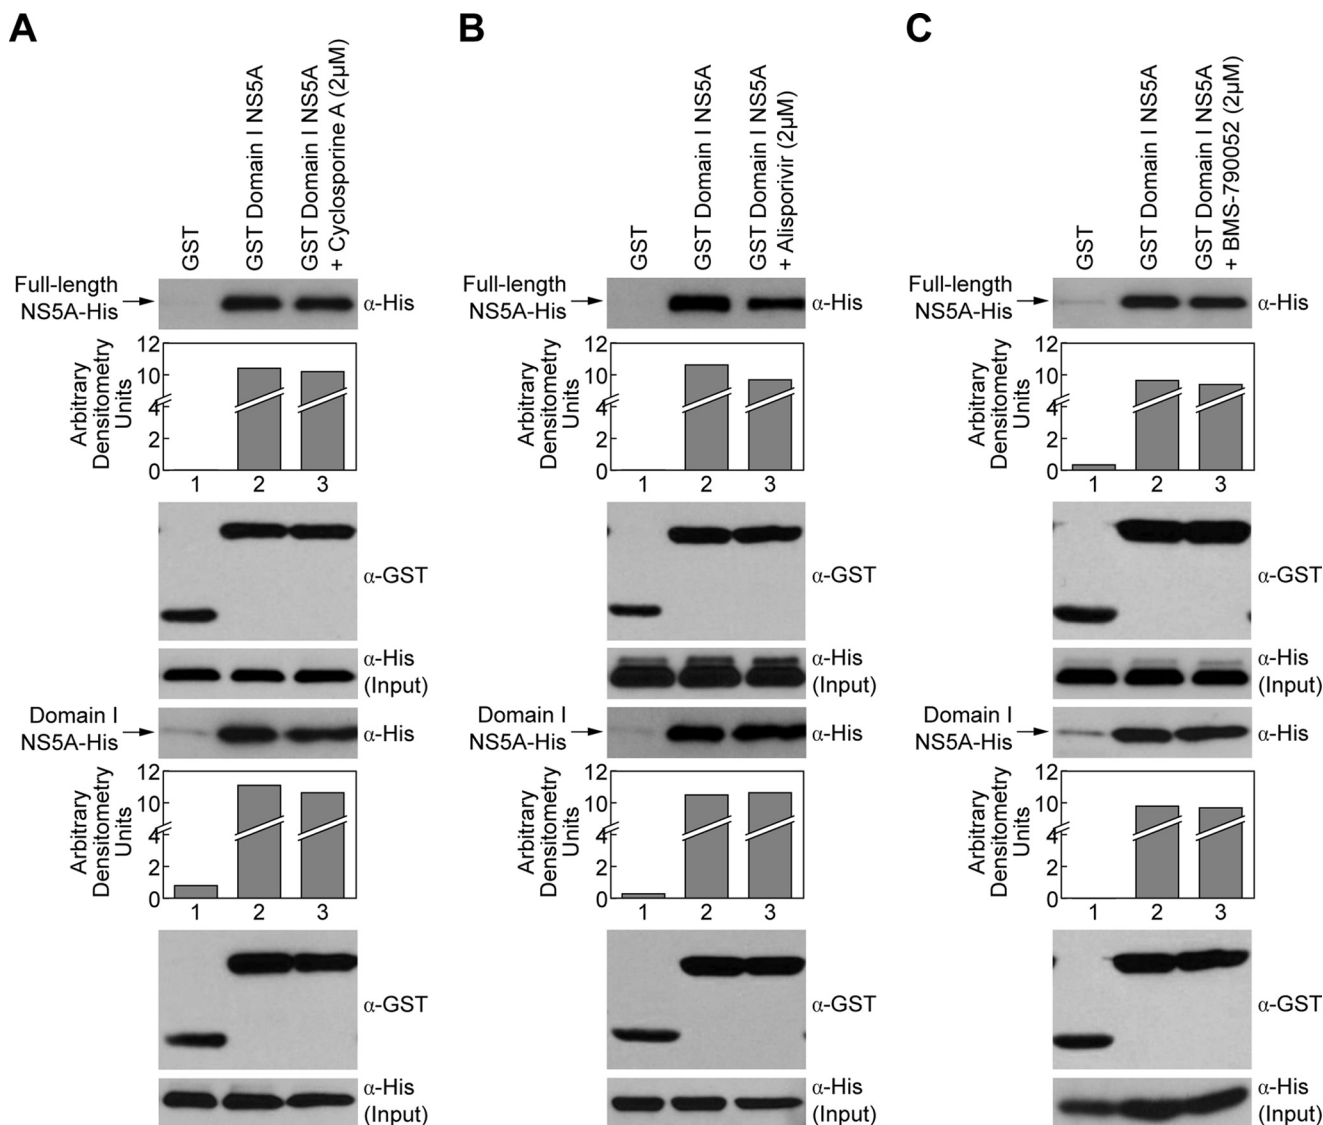 A
GST
GST Domain I NS5A
GST Domain I NS5A
+ Cyclosporine A (2μM)
Full-length
NS5A-His
α-His
Arbitrary
Densitometry
Units
12
10
4
2
0
1 2 3
α-GST
α-His
(Input)
Domain I
NS5A-His
α-His
Arbitrary
Densitometry
Units
12
10
4
2
0
1 2 3
α-GST
α-His
(Input)
B
GST
GST Domain I NS5A
GST Domain I NS5A
+ Alisporivir (2μM)
Full-length
NS5A-His
α-His
Arbitrary
Densitometry
Units
12
10
4
2
0
1 2 3
α-GST
α-His
(Input)
Domain I
NS5A-His
α-His
Arbitrary
Densitometry
Units
12
10
4
2
0
1 2 3
α-GST
α-His
(Input)
C
GST
GST Domain I NS5A
GST Domain I NS5A
+ BMS-790052 (2μM)
Full-length
NS5A-His
α-His
Arbitrary
Densitometry
Units
12
10
4
2
0
1 2 3
α-GST
α-His
(Input)
Domain I
NS5A-His
α-His
Arbitrary
Densitometry
Units
12
10
4
2
0
1 2 3
α-GST
α-His
(Input)